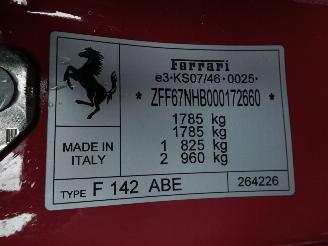 Ferrari
e3*KS07/46*0025*
* ZFF67NHB000172660 *
1785 kg
1785 kg
1 825 kg
2 960 kg
MADE IN
ITALY
TYPE F 142 ABE
264226